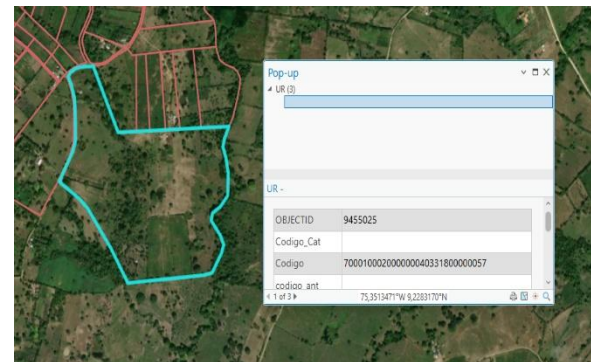 Pop-up
UR (3)
UR -
OBJECTID 9455025
Codigo_Cat
Codigo 700010002000000040331800000057
codigo_ant
1 of 3
75,3513471°W 9,2283170°N